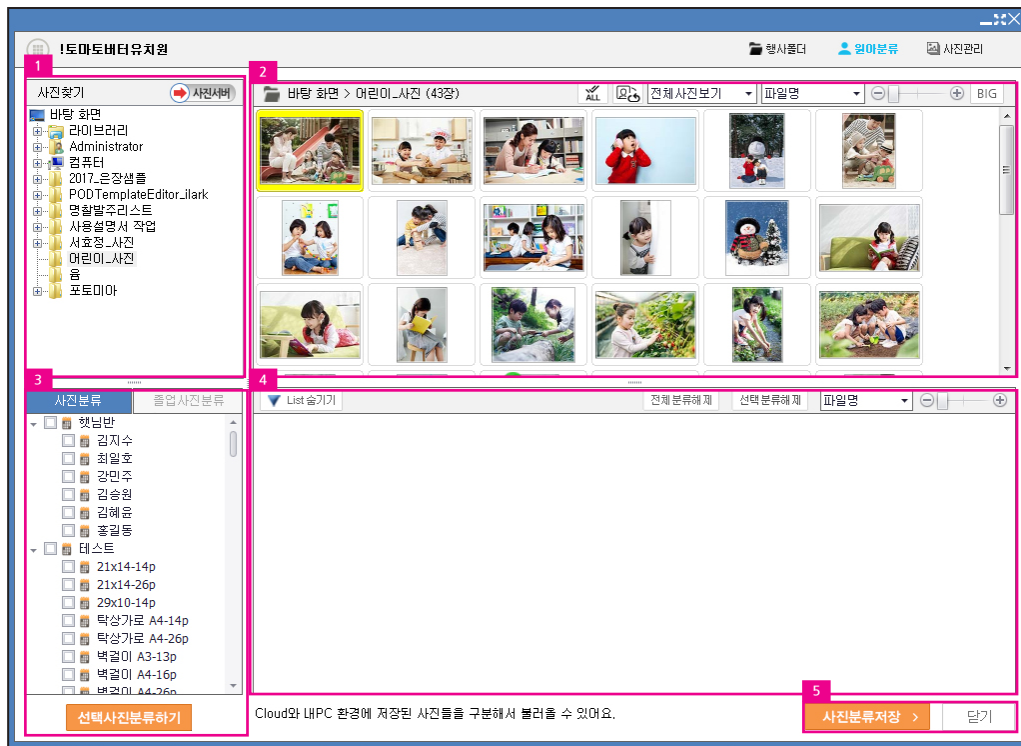 !토마토버터유치원
행사폴더
원아분류
사진관리
1
사진찾기
사진서버
바탕 화면
라이브러리
Administrator
컴퓨터
2017_은장샘플
PODTemplateEditor_ilark
명찰발주리스트
사용설명서 작업
서효정_사진
어린이_사진
음
포토미아
2
바탕 화면 > 어린이_사진 (43장)
ALL
전체사진보기
파일명
BIG
3
사진분류
졸업사진분류
햇님반
김지수
최일호
강민주
김승원
김혜윤
홍길동
테스트
21x14-14p
21x14-26p
29x10-14p
탁상가로 A4-14p
탁상가로 A4-26p
벽걸이 A3-13p
벽걸이 A4-16p
벽걸이 A4-26p
선택사진분류하기
4
List 숨기기
전체분류해제
선택분류해제
파일명
Cloud와 내PC 환경에 저장된 사진들을 구분해서 불러올 수 있어요.
5
사진분류저장 >
닫기